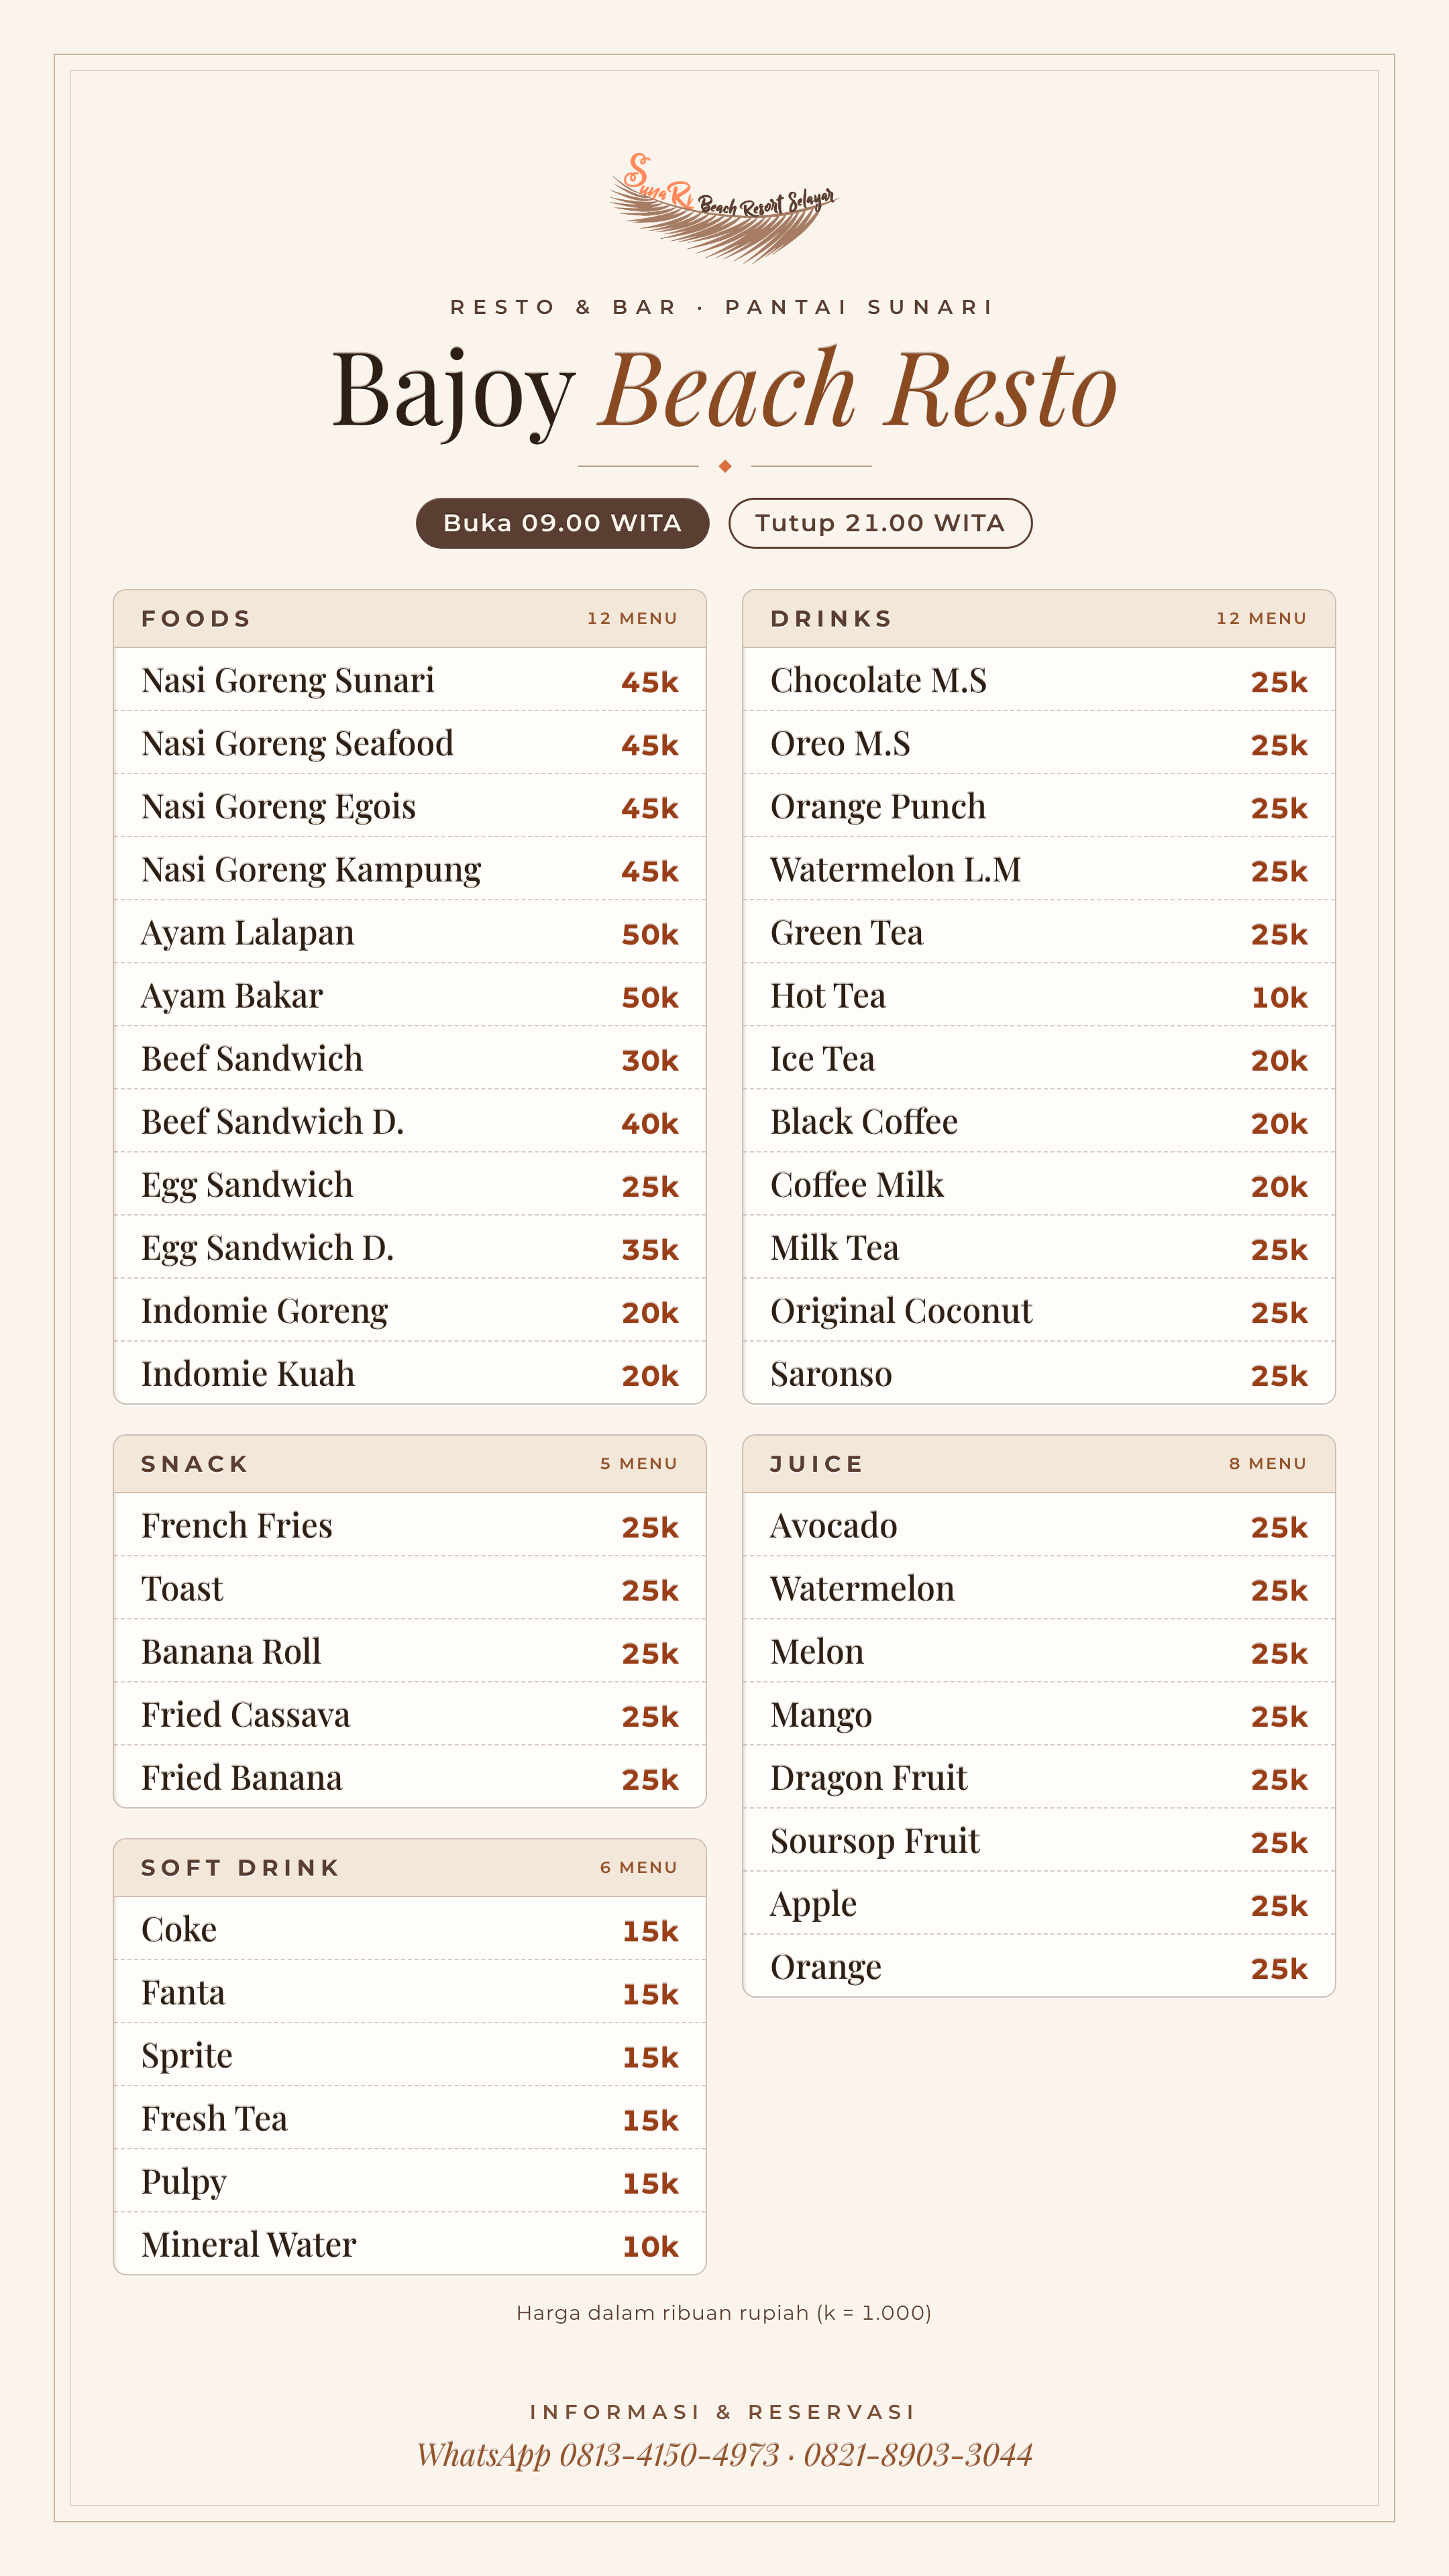 SunaRi Beach Resort Selayar
RESTO & BAR · PANTAI SUNARI
Bajoy Beach Resto
Buka 09.00 WITA
Tutup 21.00 WITA
FOODS 12 MENU
Nasi Goreng Sunari 45k
Nasi Goreng Seafood 45k
Nasi Goreng Egois 45k
Nasi Goreng Kampung 45k
Ayam Lalapan 50k
Ayam Bakar 50k
Beef Sandwich 30k
Beef Sandwich D. 40k
Egg Sandwich 25k
Egg Sandwich D. 35k
Indomie Goreng 20k
Indomie Kuah 20k
DRINKS 12 MENU
Chocolate M.S 25k
Oreo M.S 25k
Orange Punch 25k
Watermelon L.M 25k
Green Tea 25k
Hot Tea 10k
Ice Tea 20k
Black Coffee 20k
Coffee Milk 20k
Milk Tea 25k
Original Coconut 25k
Saronso 25k
SNACK 5 MENU
French Fries 25k
Toast 25k
Banana Roll 25k
Fried Cassava 25k
Fried Banana 25k
JUICE 8 MENU
Avocado 25k
Watermelon 25k
Melon 25k
Mango 25k
Dragon Fruit 25k
Soursop Fruit 25k
Apple 25k
Orange 25k
SOFT DRINK 6 MENU
Coke 15k
Fanta 15k
Sprite 15k
Fresh Tea 15k
Pulpy 15k
Mineral Water 10k
Harga dalam ribuan rupiah (k = 1.000)
INFORMASI & RESERVASI
WhatsApp 0813-4150-4973 · 0821-8903-3044